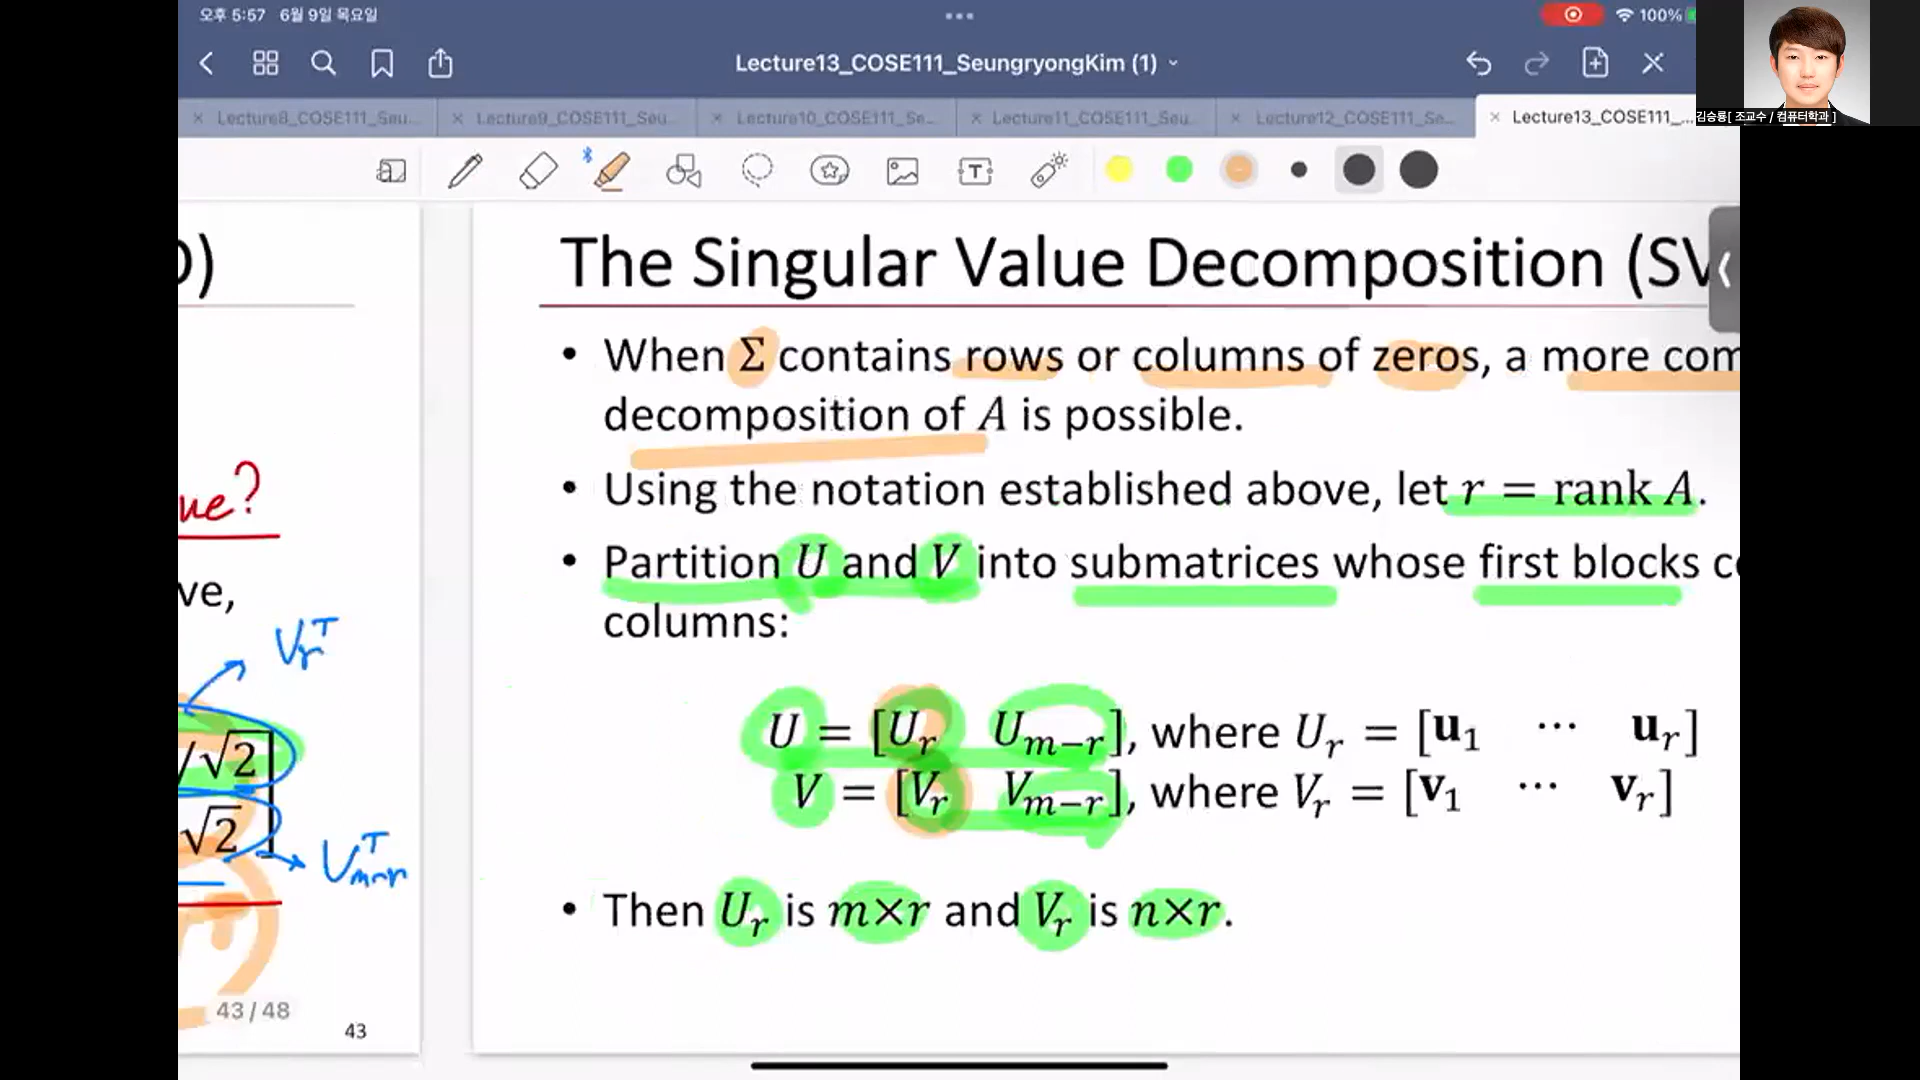 오후 5:57 6월 9일 목요일
100%
Lecture13_COSE111_SeungryongKim (1)
Lecture8_COSE111_Seu... Lecture9_COSE111_Seu... Lecture10_COSE111_Se... Lecture11_COSE111_Seu... Lecture12_COSE111_Se... Lecture13_COSE111_...
김승룡[ 조교수 / 컴퓨터학과 ]
D)
ue?
ve,
V_r^T
/√2
√2
V_{m-r}^T
43 / 48
43
The Singular Value Decomposition (SV
• When Σ contains rows or columns of zeros, a more com
decomposition of A is possible.
• Using the notation established above, let r = rank A.
• Partition U and V into submatrices whose first blocks co
columns:
U = [U_r U_{m−r}], where U_r = [u_1 ⋯ u_r]
V = [V_r V_{m−r}], where V_r = [v_1 ⋯ v_r]
• Then U_r is m×r and V_r is n×r.